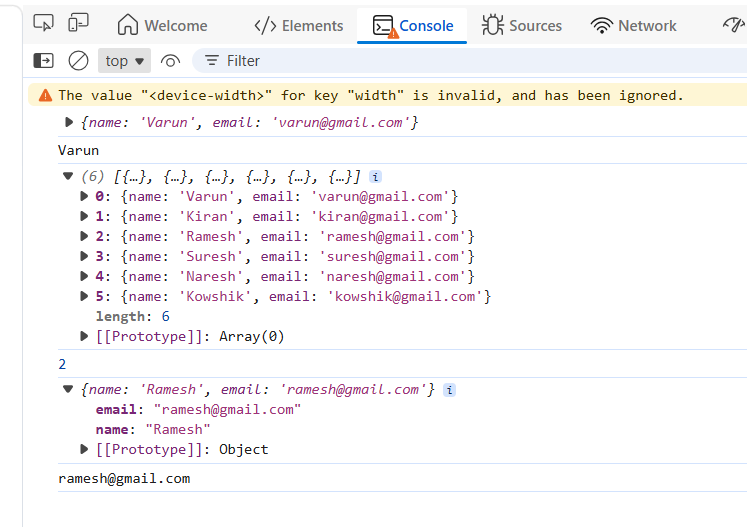 Welcome Elements Console Sources Network
top Filter
The value "<device-width>" for key "width" is invalid, and has been ignored.
{name: 'Varun', email: 'varun@gmail.com'}
Varun
(6) [{…}, {…}, {…}, {…}, {…}, {…}] i
0: {name: 'Varun', email: 'varun@gmail.com'}
1: {name: 'Kiran', email: 'kiran@gmail.com'}
2: {name: 'Ramesh', email: 'ramesh@gmail.com'}
3: {name: 'Suresh', email: 'suresh@gmail.com'}
4: {name: 'Naresh', email: 'naresh@gmail.com'}
5: {name: 'Kowshik', email: 'kowshik@gmail.com'}
length: 6
[[Prototype]]: Array(0)
2
{name: 'Ramesh', email: 'ramesh@gmail.com'} i
email: "ramesh@gmail.com"
name: "Ramesh"
[[Prototype]]: Object
ramesh@gmail.com